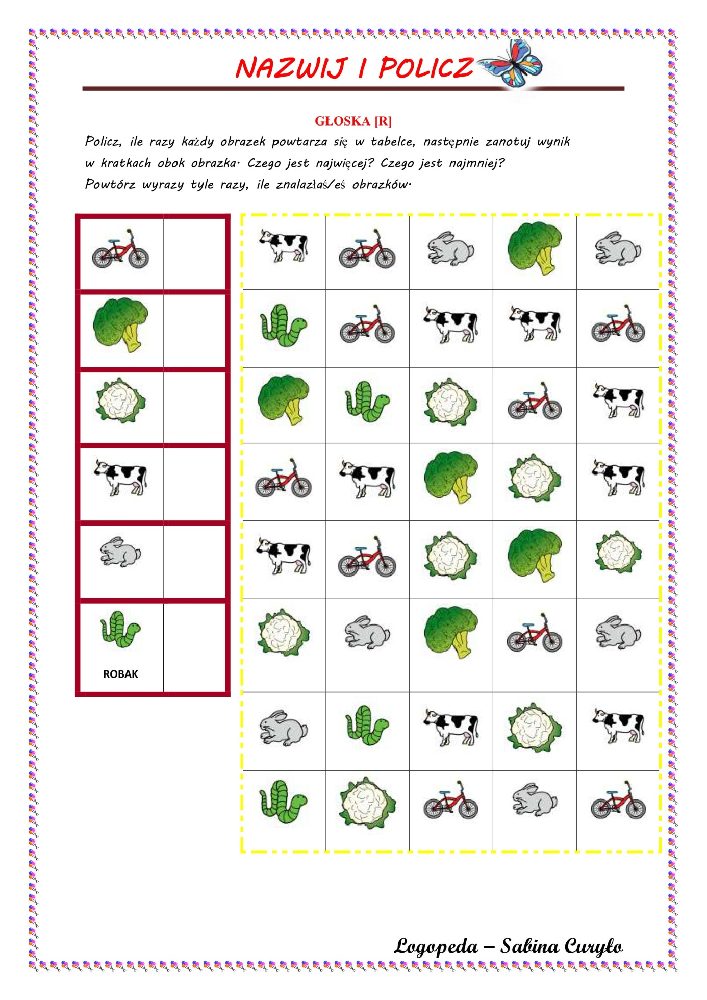 NAZWIJ I POLICZ
GŁOSKA [R]
Policz, ile razy każdy obrazek powtarza się w tabelce, następnie zanotuj wynik
w kratkach obok obrazka. Czego jest najwięcej? Czego jest najmniej?
Powtórz wyrazy tyle razy, ile znalazłaś/eś obrazków.
ROBAK
Logopeda – Sabina Curyło